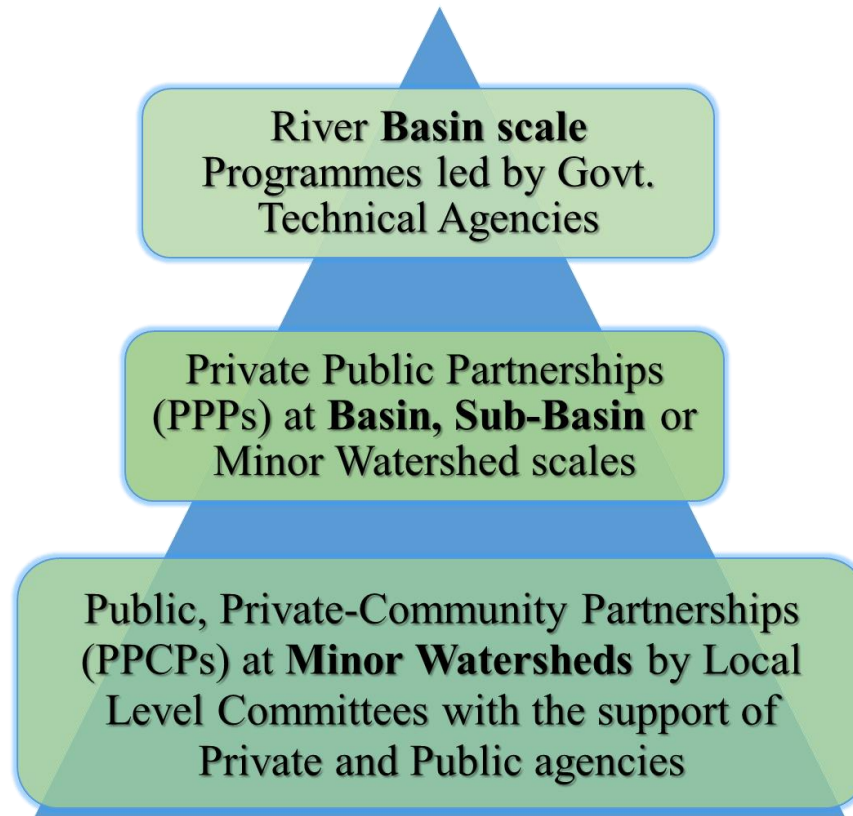 River Basin scale
Programmes led by Govt.
Technical Agencies
Private Public Partnerships
(PPPs) at Basin, Sub-Basin or
Minor Watershed scales
Public, Private-Community Partnerships
(PPCPs) at Minor Watersheds by Local
Level Committees with the support of
Private and Public agencies